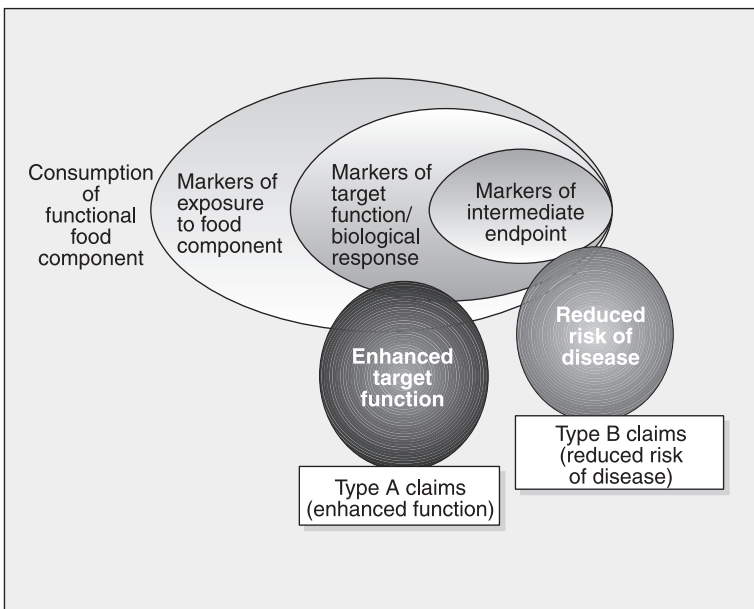 Consumption
of
functional
food
component
Markers of
exposure
to food
component
Markers of
target
function/
biological
response
Markers of
intermediate
endpoint
Enhanced
target
function
Reduced
risk of
disease
Type A claims
(enhanced function)
Type B claims
(reduced risk
of disease)